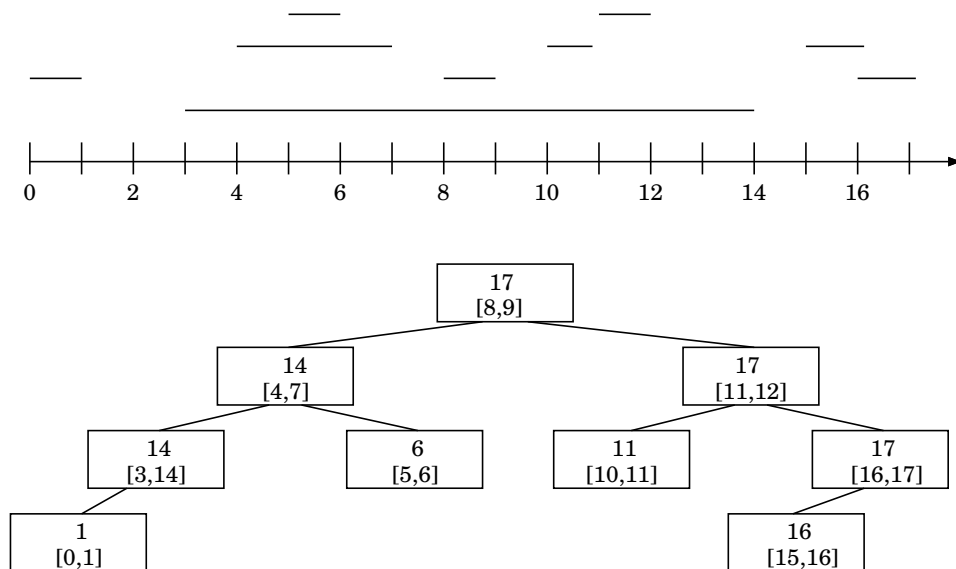 0 2 4 6 8 10 12 14 16
17
[8,9]
14 17
[4,7] [11,12]
14 6 11 17
[3,14] [5,6] [10,11] [16,17]
1 16
[0,1] [15,16]